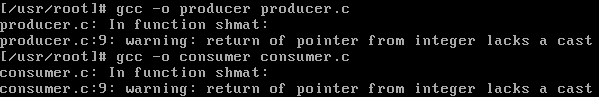 [/usr/root]# gcc -o producer producer.c
producer.c: In function shmat:
producer.c:9: warning: return of pointer from integer lacks a cast
[/usr/root]# gcc -o consumer consumer.c
consumer.c: In function shmat:
consumer.c:9: warning: return of pointer from integer lacks a cast